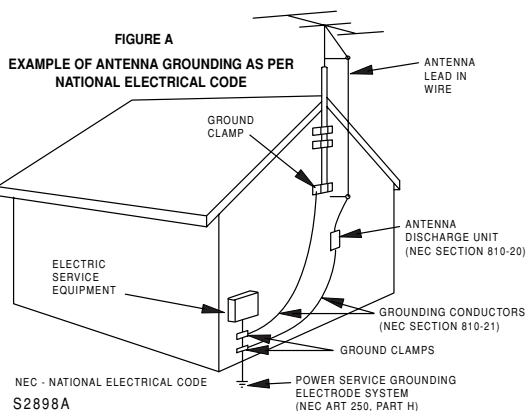 FIGURE A
EXAMPLE OF ANTENNA GROUNDING AS PER
NATIONAL ELECTRICAL CODE
ANTENNA
LEAD IN
WIRE
GROUND
CLAMP
ANTENNA
DISCHARGE UNIT
(NEC SECTION 810-20)
ELECTRIC
SERVICE
EQUIPMENT
GROUNDING CONDUCTORS
(NEC SECTION 810-21)
GROUND CLAMPS
POWER SERVICE GROUNDING
ELECTRODE SYSTEM
(NEC ART 250, PART H)
NEC - NATIONAL ELECTRICAL CODE
S2898A